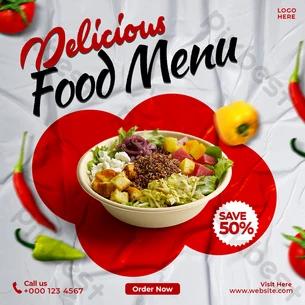 LOGO
HERE
Delicious
Food Menu
SAVE
50%
Call us
+000 123 4567
Order Now
Visit Here
www.website.com